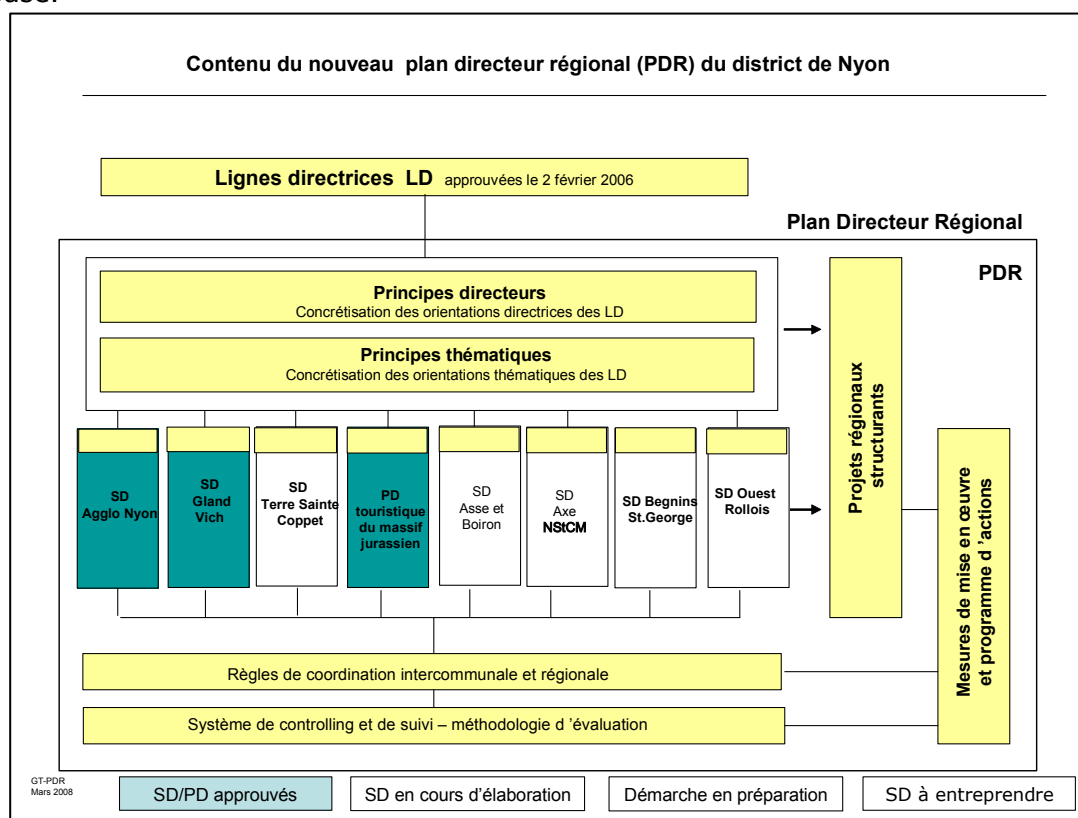 Contenu du nouveau plan directeur régional (PDR) du district de Nyon
Lignes directrices LD approuvées le 2 février 2006
Plan Directeur Régional
PDR
Principes directeurs
Concrétisation des orientations directrices des LD
Principes thématiques
Concrétisation des orientations thématiques des LD
Projets régionaux
structurants
Mesures de mise en œuvre
et programme d ’actions
SD
Agglo Nyon
SD
Gland
Vich
SD
Terre Sainte
Coppet
PD
touristique
du massif
jurassien
SD
Asse et
Boiron
SD
Axe
NStCM
SD Begnins
St.George
SD Ouest
Rollois
Règles de coordination intercommunale et régionale
Système de controlling et de suivi – méthodologie d ’évaluation
GT-PDR
Mars 2008
SD/PD approuvés
SD en cours d’élaboration
Démarche en préparation
SD à entreprendre